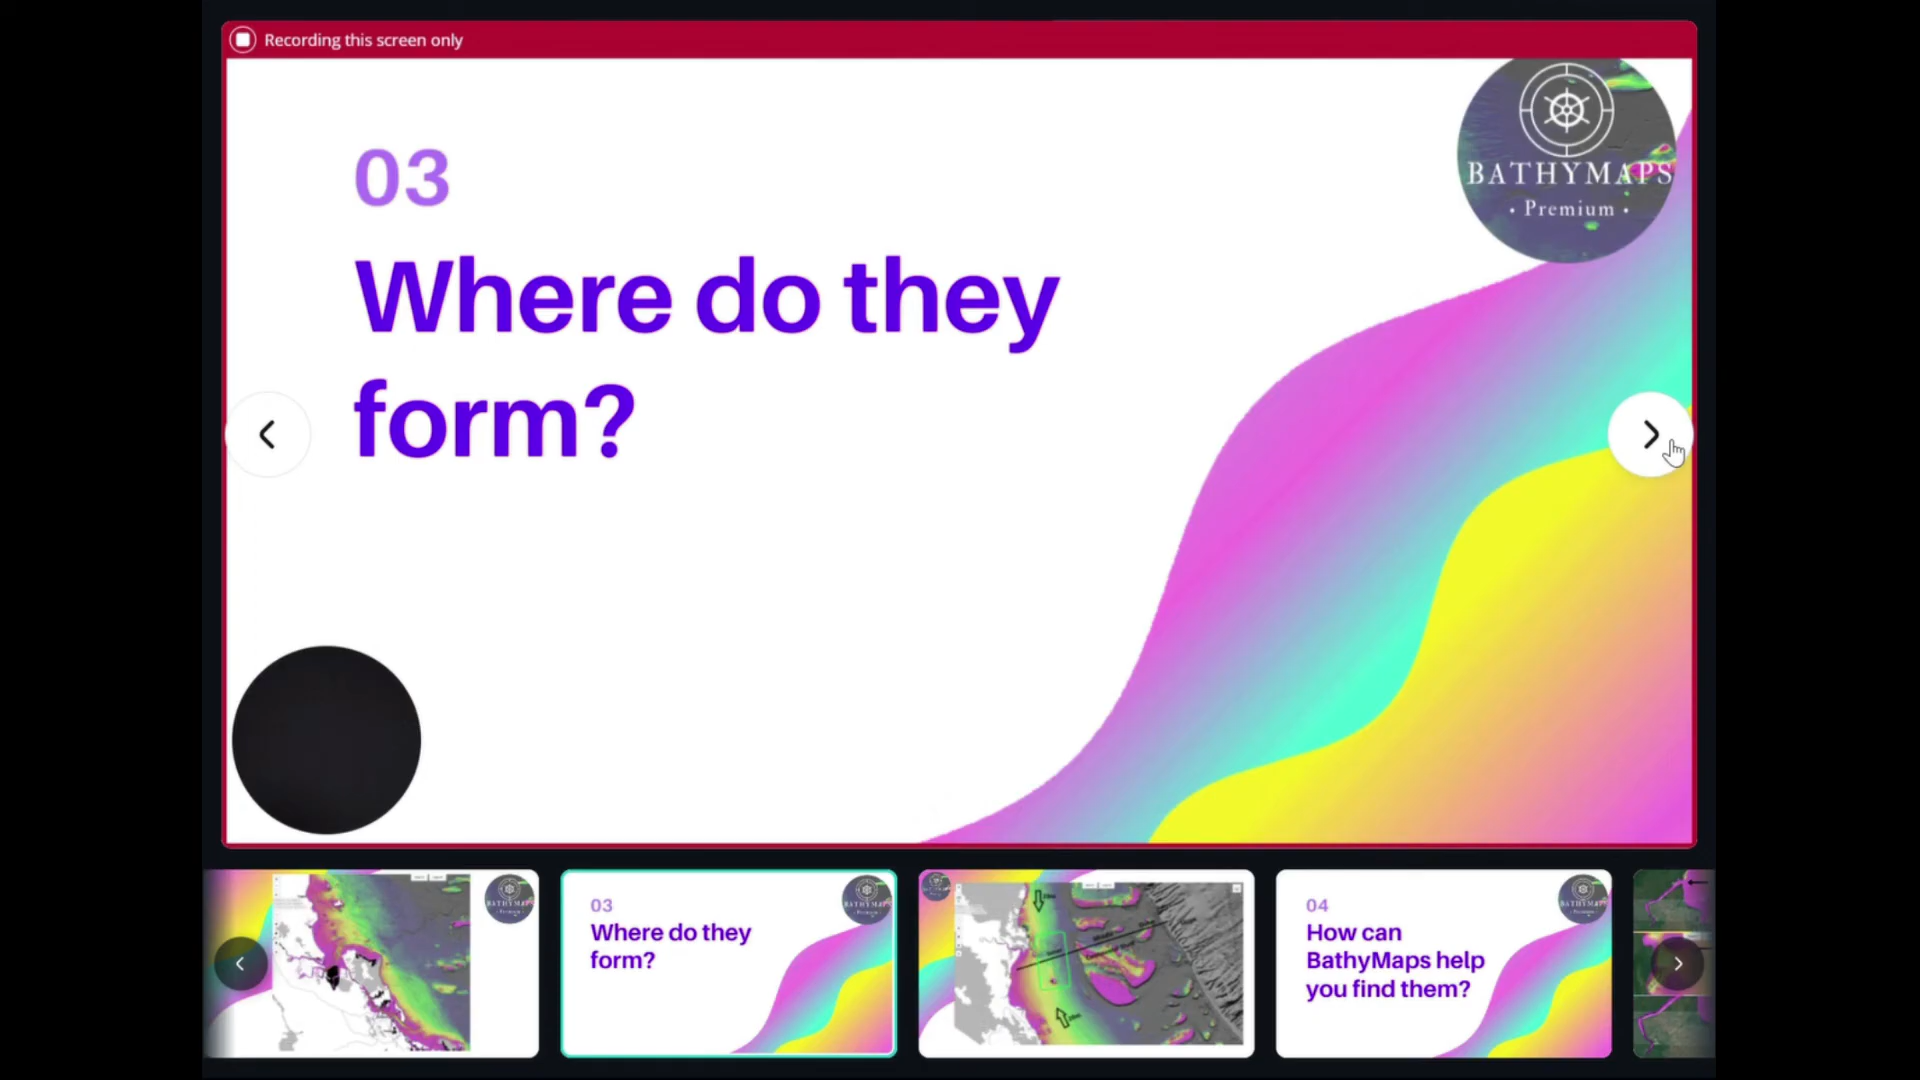 Recording this screen only
BATHYMAPS
• Premium •
03
Where do they
form?
03
Where do they
form?
04
How can
BathyMaps help
you find them?